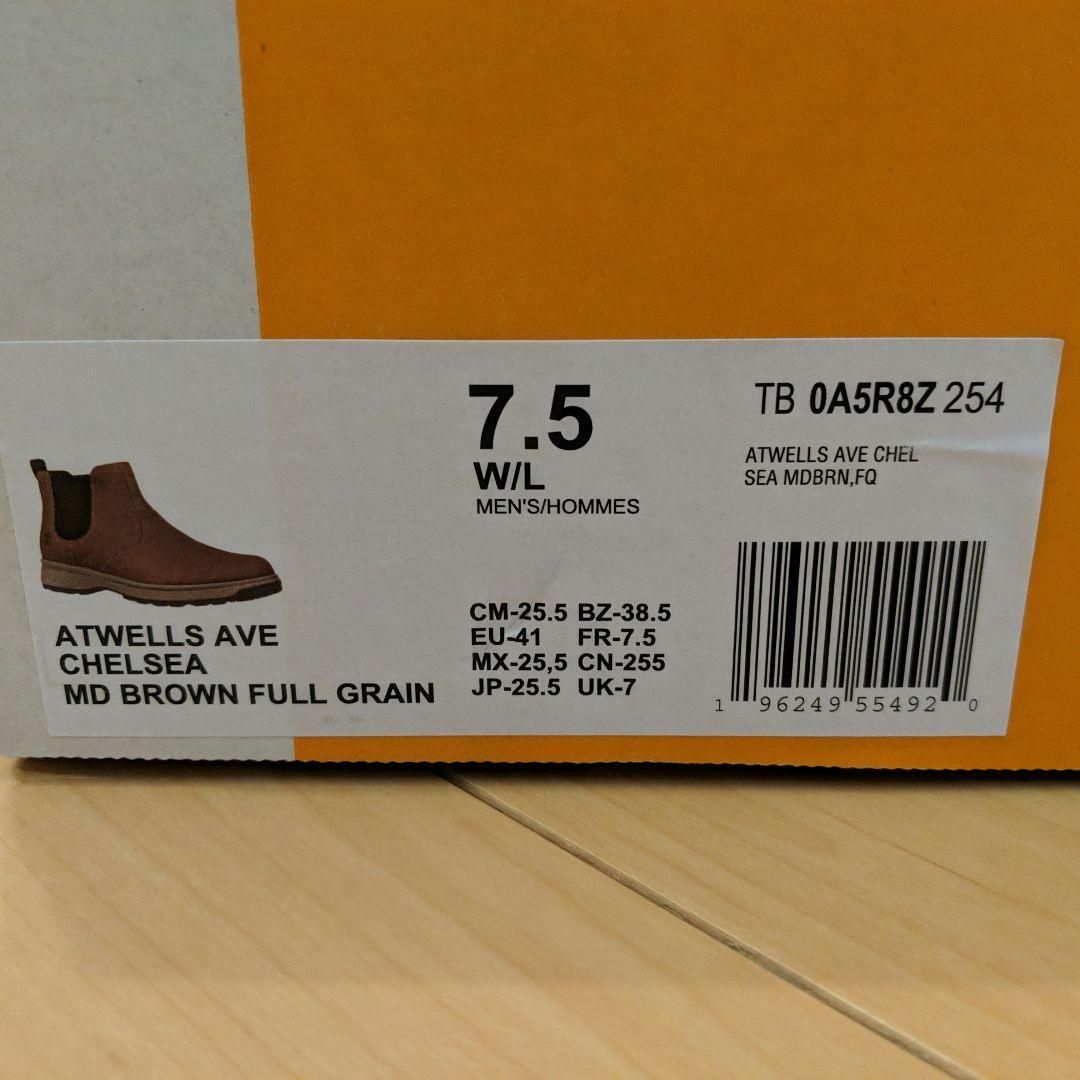 7.5
W/L
MEN'S/HOMMES
TB 0A5R8Z 254
ATWELLS AVE CHEL
SEA MDBRN,FQ
ATWELLS AVE
CHELSEA
MD BROWN FULL GRAIN
CM-25.5 BZ-38.5
EU-41 FR-7.5
MX-25,5 CN-255
JP-25.5 UK-7
1 96249 55492 0